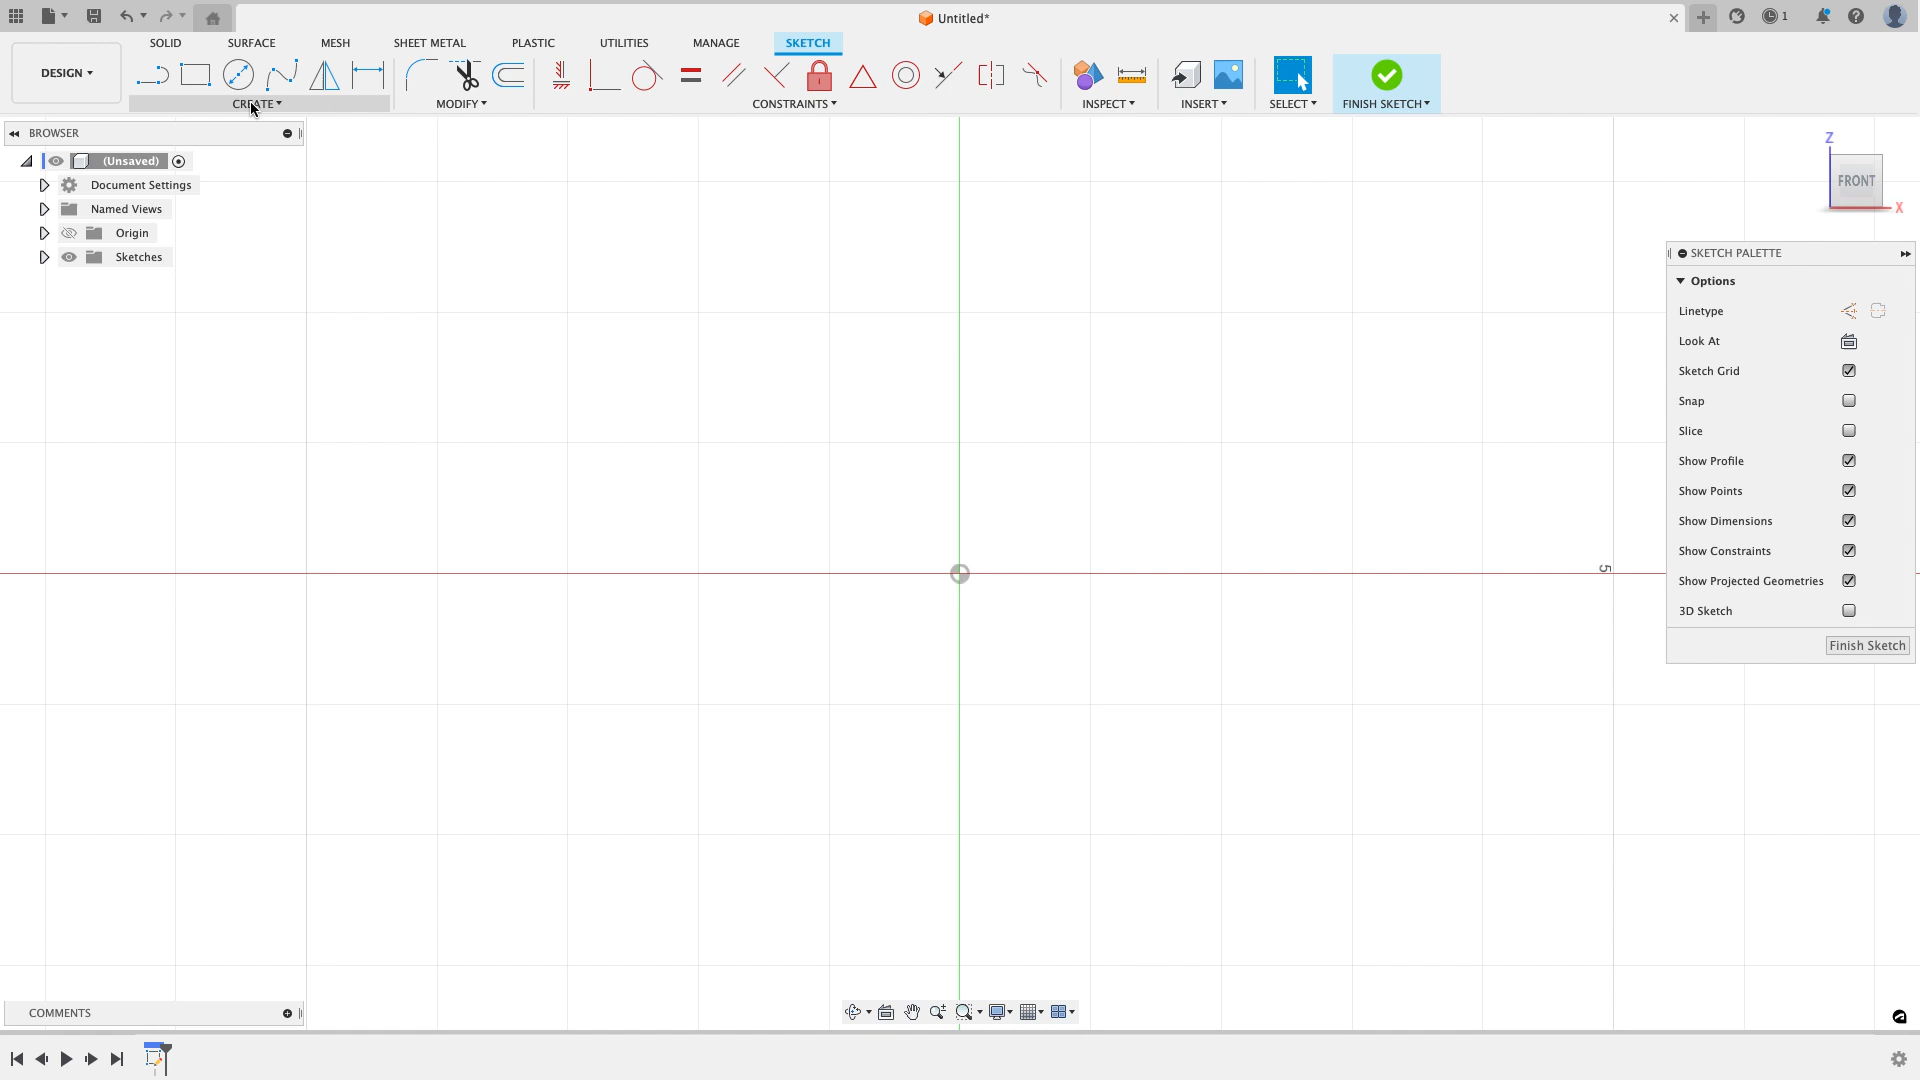 Untitled*
1
DESIGN
SOLID
SURFACE
MESH
SHEET METAL
PLASTIC
UTILITIES
MANAGE
SKETCH
CREATE
MODIFY
CONSTRAINTS
INSPECT
INSERT
SELECT
FINISH SKETCH
BROWSER
(Unsaved)
Document Settings
Named Views
Origin
Sketches
Z
FRONT
X
SKETCH PALETTE
Options
Linetype
Look At
Sketch Grid
Snap
Slice
Show Profile
Show Points
Show Dimensions
Show Constraints
Show Projected Geometries
3D Sketch
Finish Sketch
5
COMMENTS